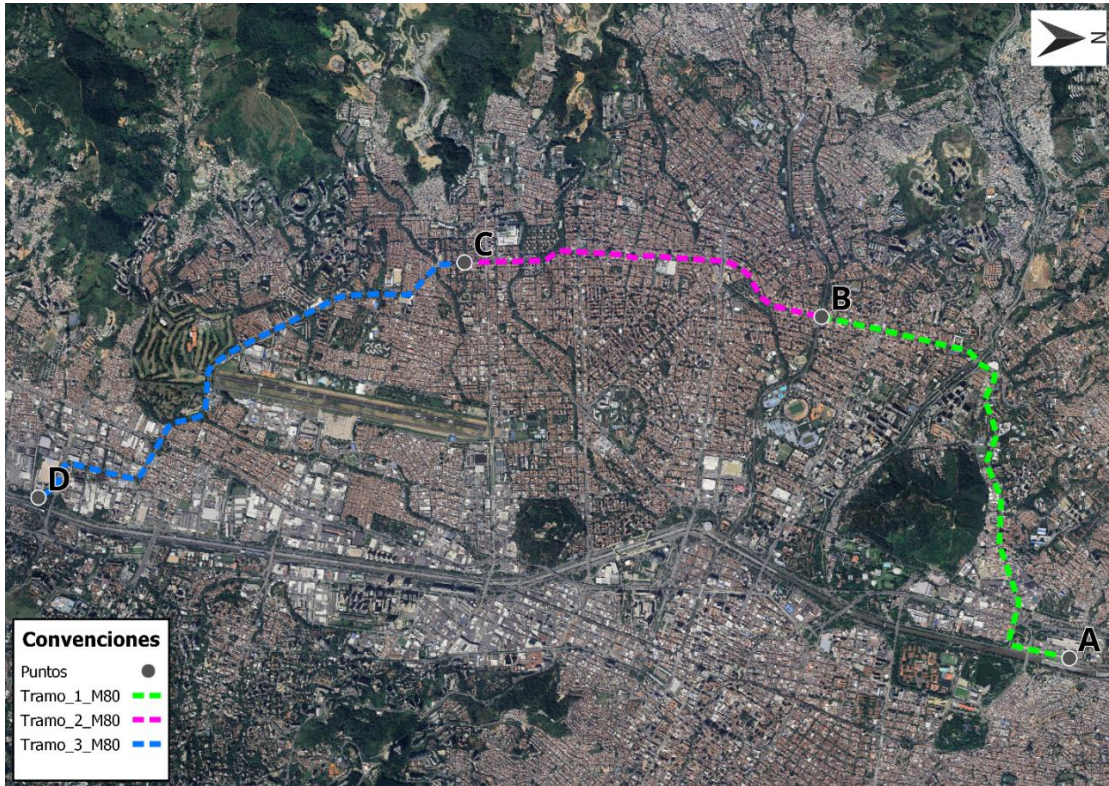 N
C
B
D
A
Convenciones
Puntos
Tramo_1_M80
Tramo_2_M80
Tramo_3_M80